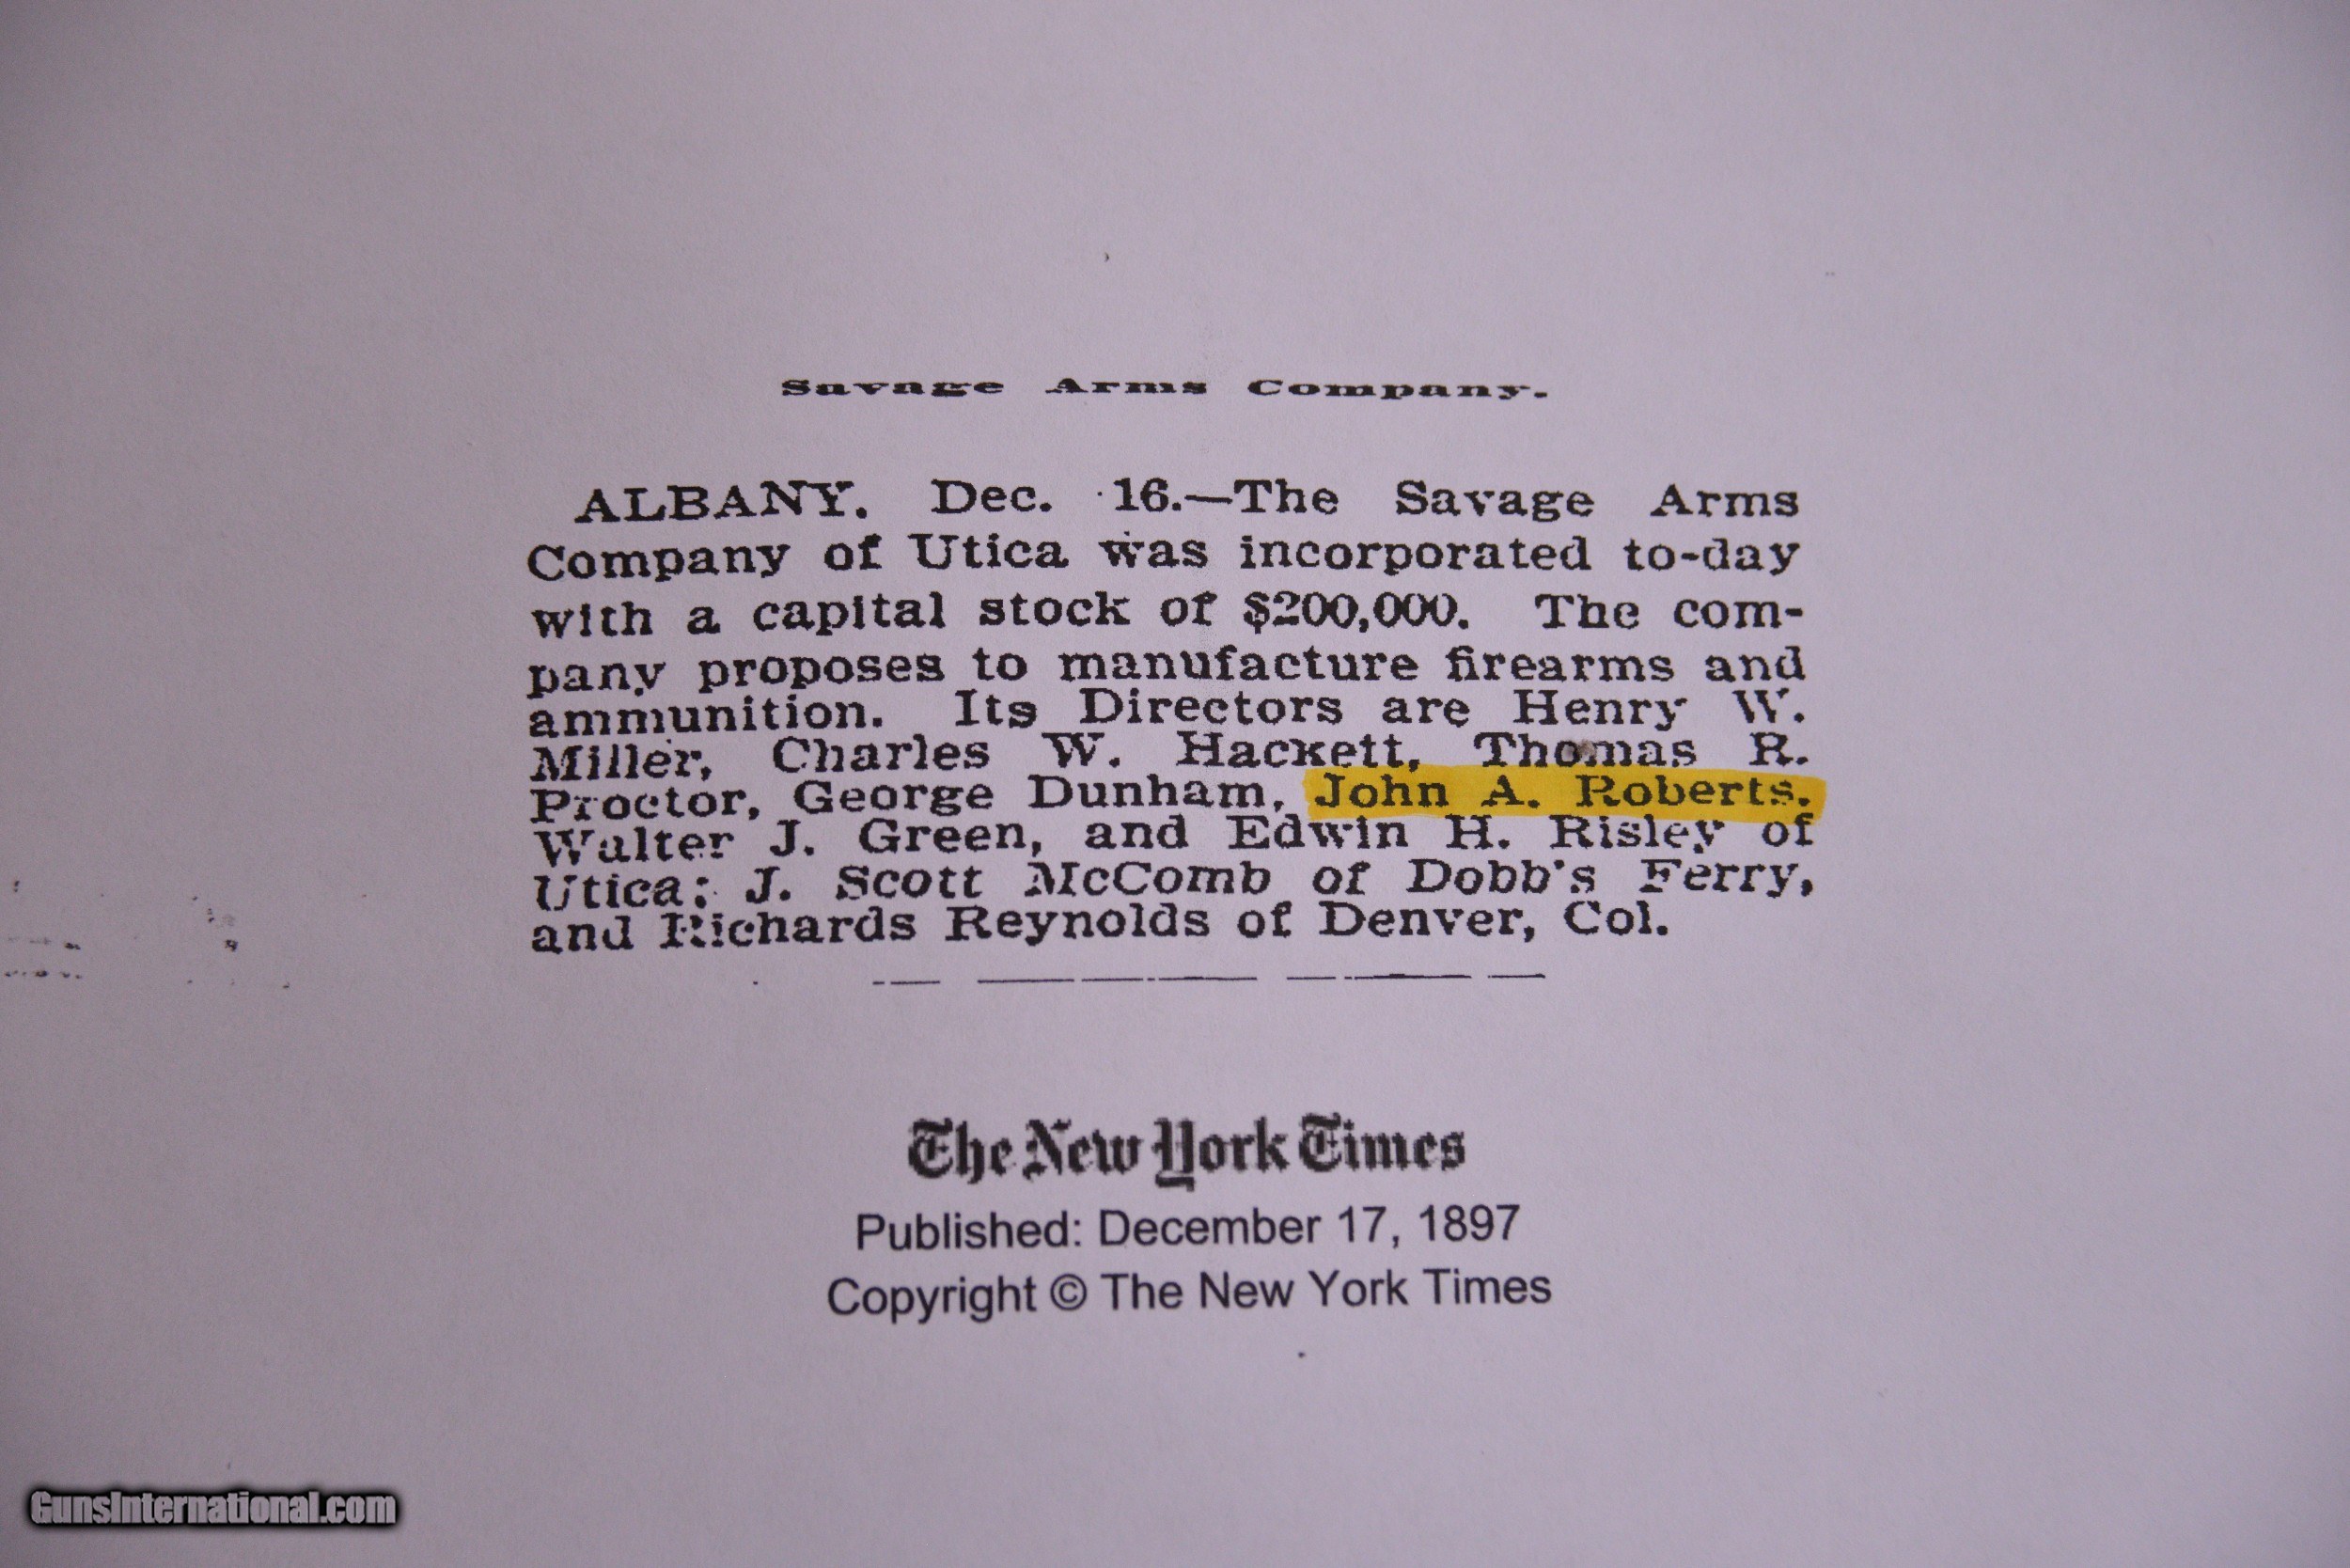 Savage Arms Company.
ALBANY, Dec. 16.—The Savage Arms
Company of Utica was incorporated to-day
with a capital stock of $200,000. The com-
pany proposes to manufacture firearms and
ammunition. Its Directors are Henry W.
Miller, Charles W. Hackett, Thomas R.
Proctor, George Dunham, John A. Roberts,
Walter J. Green, and Edwin H. Risley of
Utica; J. Scott McComb of Dobb's Ferry,
and Richards Reynolds of Denver, Col.
The New York Times
Published: December 17, 1897
Copyright © The New York Times
GunsInternational.com